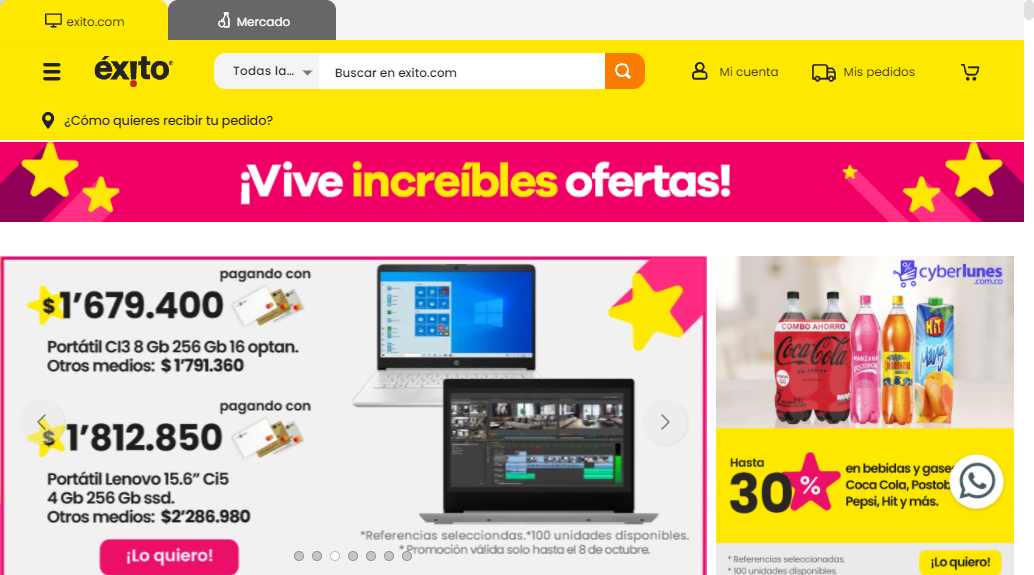 exito.com
Mercado
éxito
Todas la...
Buscar en exito.com
Mi cuenta
Mis pedidos
¿Cómo quieres recibir tu pedido?
¡Vive increíbles ofertas!
pagando con
$1'679.400
Portátil CI3 8 Gb 256 Gb 16 optan.
Otros medios: $1'791.360
pagando con
$1'812.850
Portátil Lenovo 15.6" Ci5
4 Gb 256 Gb ssd.
Otros medios: $2'286.980
¡Lo quiero!
*Referencias selecciondas.*100 unidades disponibles.
*Promoción válida solo hasta el 8 de octubre.
cyberlunes
.com.co
COMBO AHORRO
Coca-Cola
MANZANA
POSTOBON
HIT
Mango
Hasta
30%
en bebidas y gase
Coca Cola, Postob
Pepsi, Hit y más.
* Referencias seleccionadas.
* 100 unidades disponibles.
¡Lo quiero!